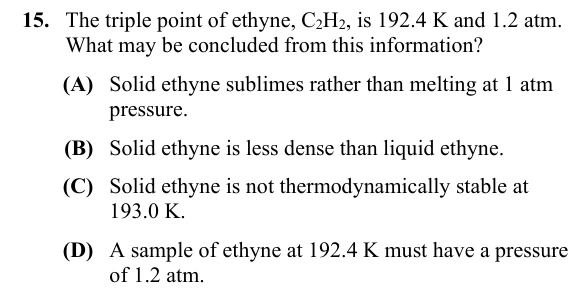 15. The triple point of ethyne, C₂H₂, is 192.4 K and 1.2 atm.
What may be concluded from this information?
(A) Solid ethyne sublimes rather than melting at 1 atm
pressure.
(B) Solid ethyne is less dense than liquid ethyne.
(C) Solid ethyne is not thermodynamically stable at
193.0 K.
(D) A sample of ethyne at 192.4 K must have a pressure
of 1.2 atm.